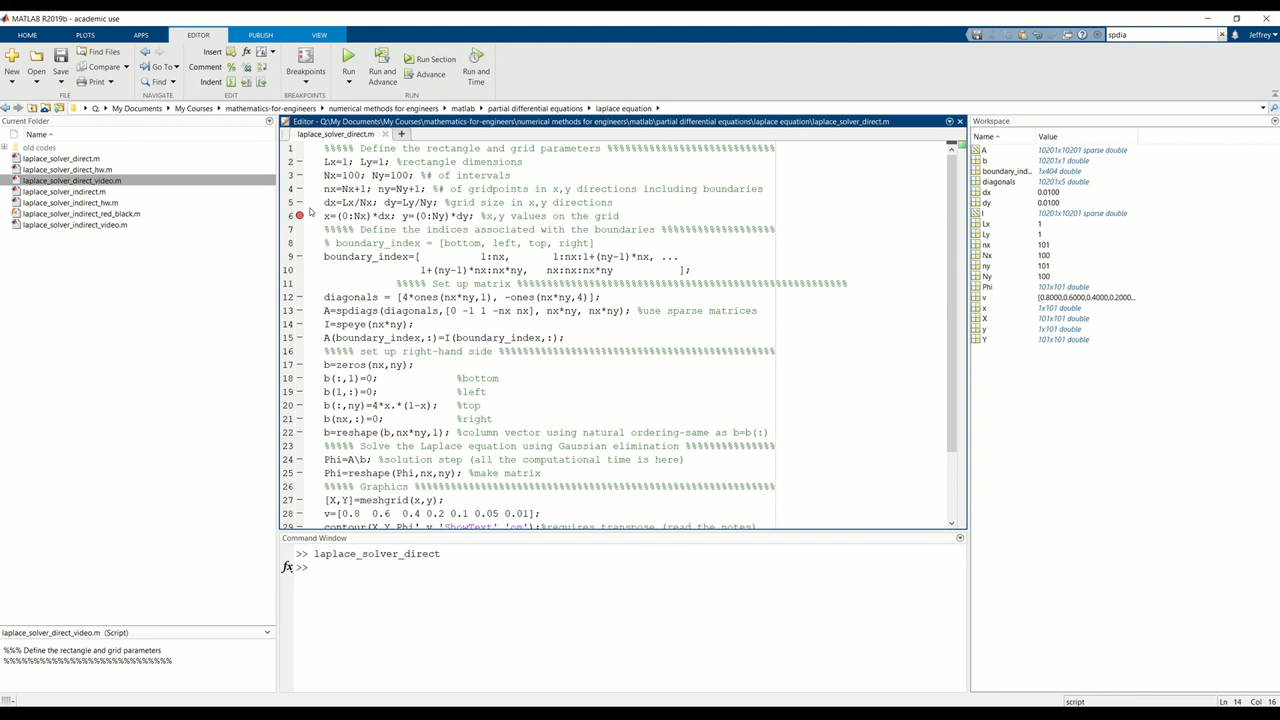 MATLAB R2019b - academic use
HOME PLOTS APPS EDITOR PUBLISH VIEW
spdia
Jeffrey
New Open Save
Find Files
Compare
Print
FILE
Go To
Find
NAVIGATE
Insert
Comment
Indent
EDIT
Breakpoints
BREAKPOINTS
Run
Run and Advance
Run Section
Advance
Run and Time
RUN
Q: My Documents My Courses mathematics-for-engineers numerical methods for engineers matlab partial differential equations laplace equation
Current Folder
Name
old codes
laplace_solver_direct.m
laplace_solver_direct_hw.m
laplace_solver_direct_video.m
laplace_solver_indirect.m
laplace_solver_indirect_hw.m
laplace_solver_indirect_red_black.m
laplace_solver_indirect_video.m
laplace_solver_direct_video.m (Script)
%%% Define the rectangle and grid parameters
%%%%%%%%%%%%%%%%%%%%%%%%%%%%
Editor - Q:\My Documents\My Courses\mathematics-for-engineers\numerical methods for engineers\matlab\partial differential equations\laplace equation\laplace_solver_direct.m
laplace_solver_direct.m
1 %%%%% Define the rectangle and grid parameters %%%%%%%%%%%%%%%%%%%%%%%%%%%%
2 Lx=1; Ly=1; %rectangle dimensions
3 Nx=100; Ny=100; %# of intervals
4 nx=Nx+1; ny=Ny+1; %# of gridpoints in x,y directions including boundaries
5 dx=Lx/Nx; dy=Ly/Ny; %grid size in x,y directions
6 x=(0:Nx)*dx; y=(0:Ny)*dy; %x,y values on the grid
7 %%%%% Define the indices associated with the boundaries %%%%%%%%%%%%%%%%%%%
8 % boundary_index = [bottom, left, top, right]
9 boundary_index=[ 1:nx, 1:nx:1+(ny-1)*nx, ...
10 1+(ny-1)*nx:nx*ny, nx:nx:nx*ny ];
11 %%%%% Set up matrix %%%%%%%%%%%%%%%%%%%%%%%%%%%%%%%%%%%%%%%%%%%%%%%%%%%%%%%
12 diagonals = [4*ones(nx*ny,1), -ones(nx*ny,4)];
13 A=spdiags(diagonals,[0 -1 1 -nx nx], nx*ny, nx*ny); %use sparse matrices
14 I=speye(nx*ny);
15 A(boundary_index,:)=I(boundary_index,:);
16 %%%%% set up right-hand side %%%%%%%%%%%%%%%%%%%%%%%%%%%%%%%%%%%%%%%%%%%%%%
17 b=zeros(nx,ny);
18 b(:,1)=0; %bottom
19 b(1,:)=0; %left
20 b(:,ny)=4*x.*(1-x); %top
21 b(nx,:)=0; %right
22 b=reshape(b,nx*ny,1); %column vector using natural ordering-same as b=b(:)
23 %%%%% Solve the Laplace equation using Gaussian elimination %%%%%%%%%%%%%%%
24 Phi=A\b; %solution step (all the computational time is here)
25 Phi=reshape(Phi,nx,ny); %make matrix
26 %%%%% Graphics %%%%%%%%%%%%%%%%%%%%%%%%%%%%%%%%%%%%%%%%%%%%%%%%%%%%%%%%%%%%
27 [X,Y]=meshgrid(x,y);
28 v=[0.8 0.6 0.4 0.2 0.1 0.05 0.01];
29 contour(X,Y,Phi',v,'ShowText','on');%requires transpose (read the notes)
Command Window
>> laplace_solver_direct
fx >>
Workspace
Name Value
A 10201x10201 sparse double
b 10201x1 double
boundary_ind... 1x404 double
diagonals 10201x5 double
dx 0.0100
dy 0.0100
I 10201x10201 sparse double
Lx 1
Ly 1
nx 101
Nx 100
ny 101
Ny 100
Phi 101x101 double
v [0.8000,0.6000,0.4000,0.2000...
x 1x101 double
X 101x101 double
y 1x101 double
Y 101x101 double
script Ln 14 Col 16